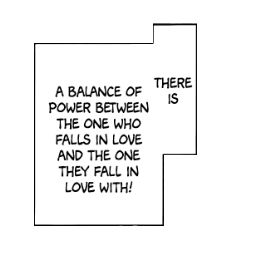 THERE
IS
A BALANCE OF
POWER BETWEEN
THE ONE WHO
FALLS IN LOVE
AND THE ONE
THEY FALL IN
LOVE WITH!